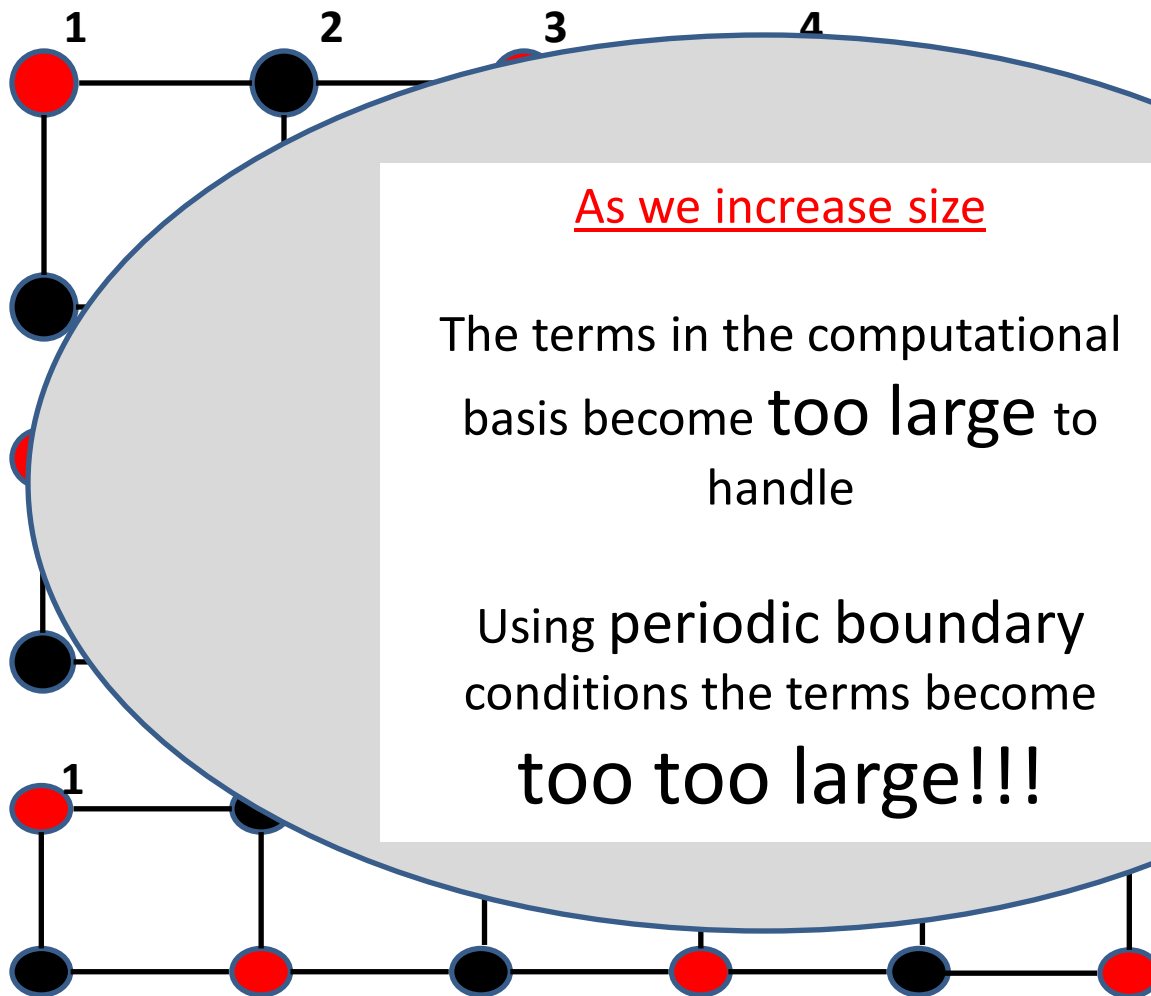 1 2 3 4
As we increase size
The terms in the computational
basis become too large to
handle
Using periodic boundary
conditions the terms become
too too large!!!
1